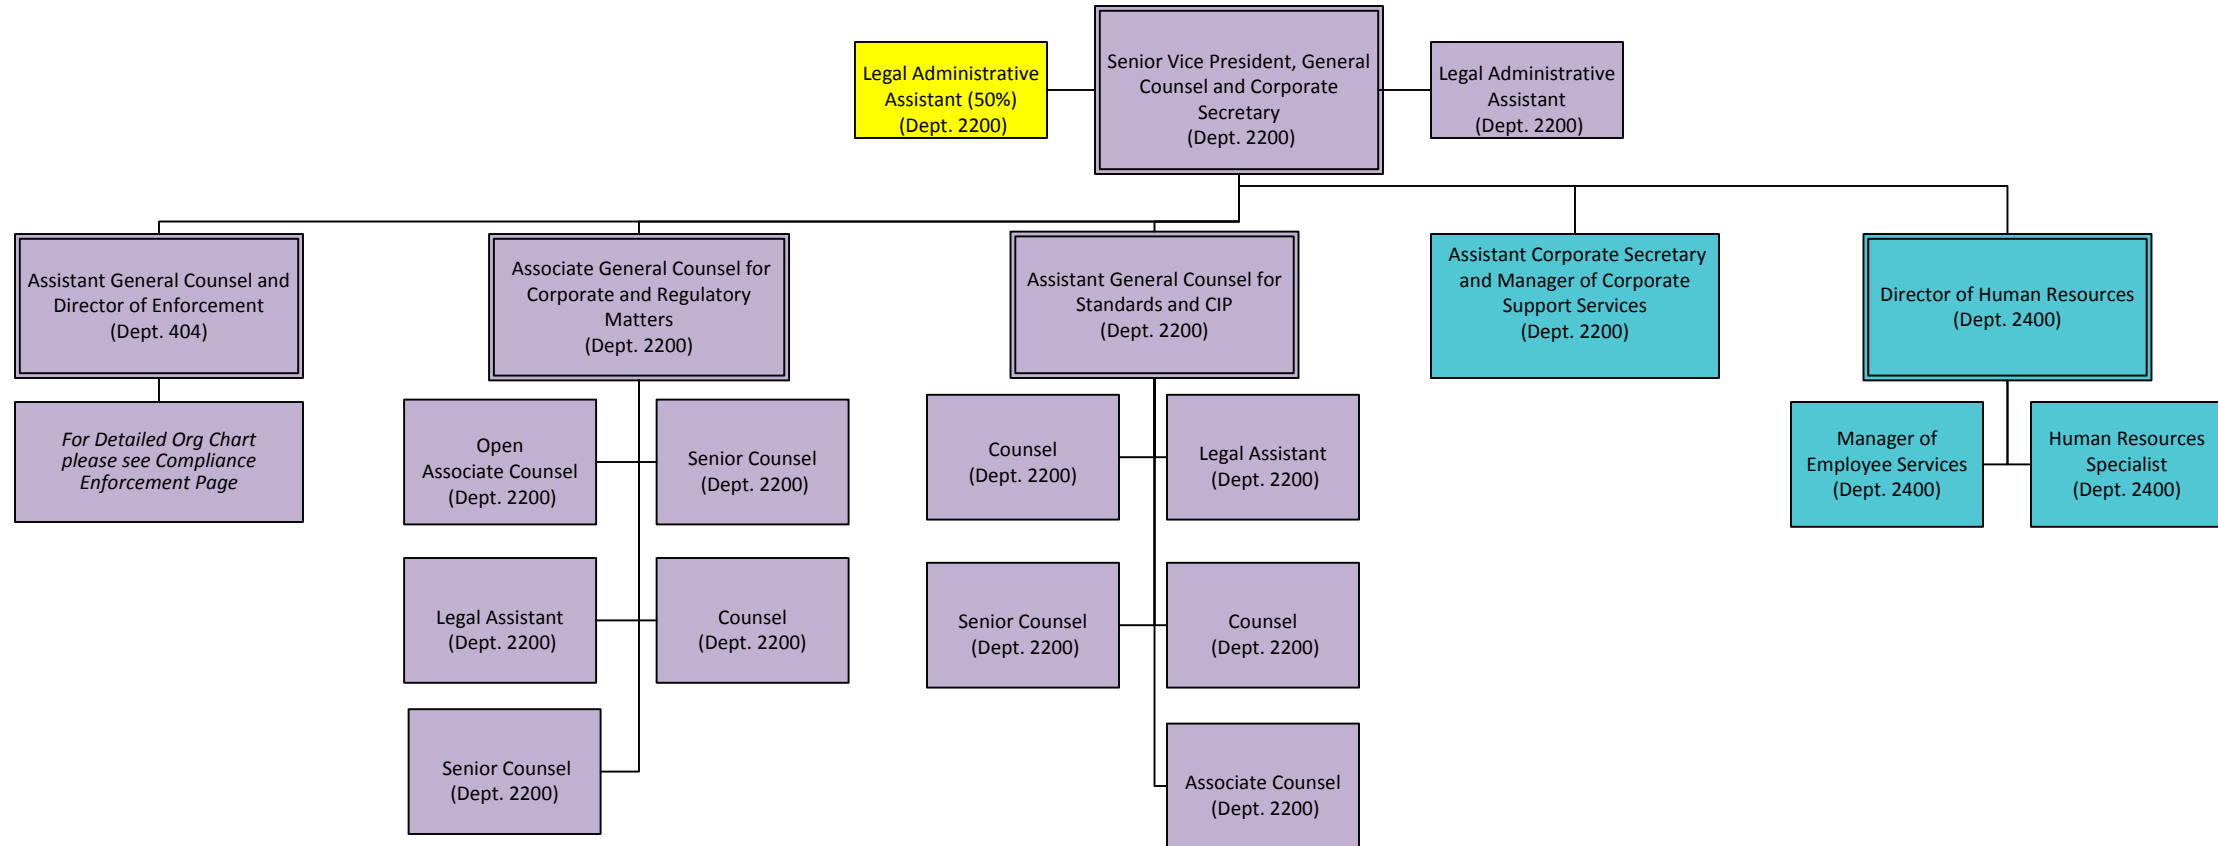 Legal Administrative
Assistant (50%)
(Dept. 2200)
Senior Vice President, General
Counsel and Corporate
Secretary
(Dept. 2200)
Legal Administrative
Assistant
(Dept. 2200)
Assistant General Counsel and
Director of Enforcement
(Dept. 404)
Associate General Counsel for
Corporate and Regulatory
Matters
(Dept. 2200)
Assistant General Counsel for
Standards and CIP
(Dept. 2200)
Assistant Corporate Secretary
and Manager of Corporate
Support Services
(Dept. 2200)
Director of Human Resources
(Dept. 2400)
For Detailed Org Chart
please see Compliance
Enforcement Page
Open
Associate Counsel
(Dept. 2200)
Senior Counsel
(Dept. 2200)
Counsel
(Dept. 2200)
Legal Assistant
(Dept. 2200)
Manager of
Employee Services
(Dept. 2400)
Human Resources
Specialist
(Dept. 2400)
Legal Assistant
(Dept. 2200)
Counsel
(Dept. 2200)
Senior Counsel
(Dept. 2200)
Counsel
(Dept. 2200)
Senior Counsel
(Dept. 2200)
Associate Counsel
(Dept. 2200)